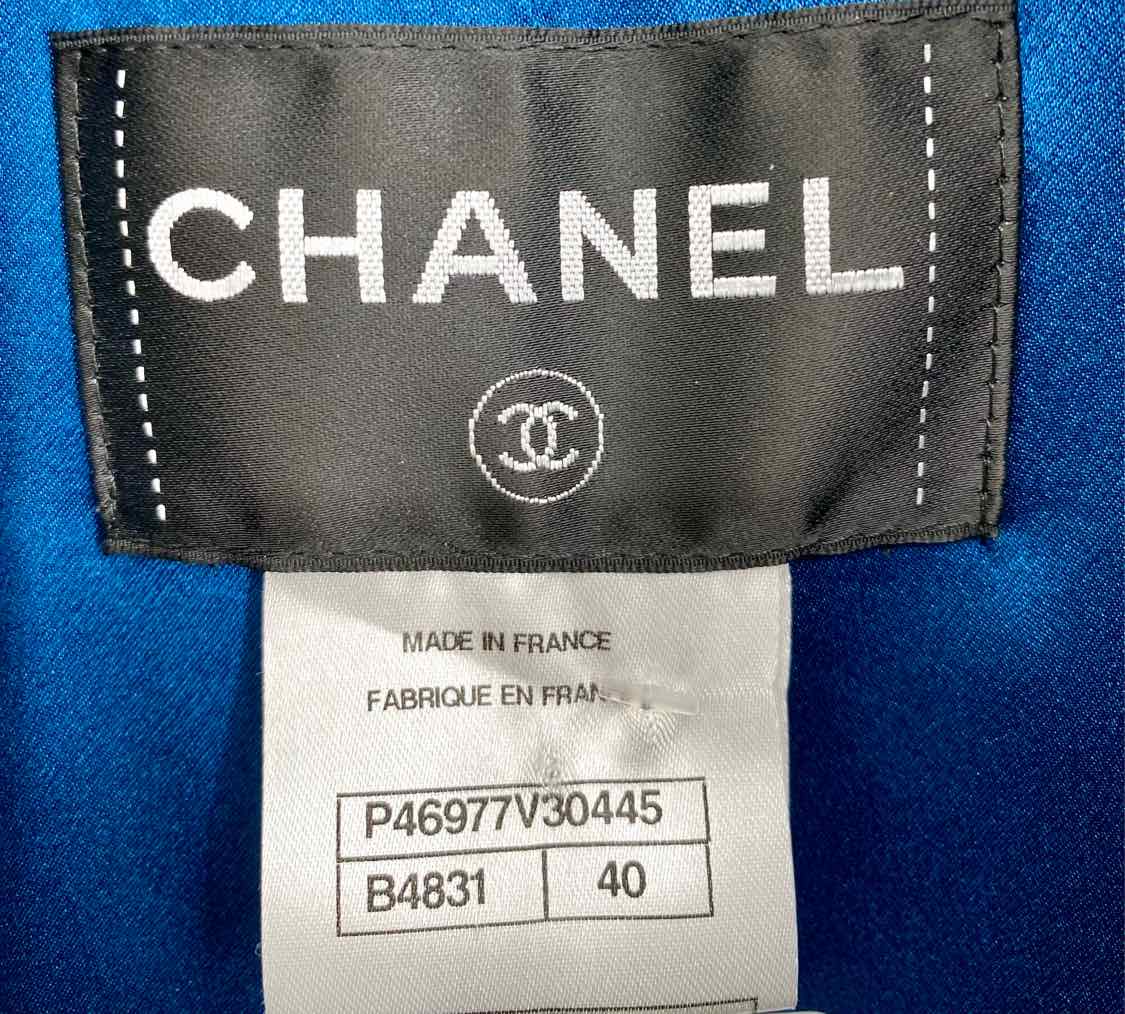 CHANEL
MADE IN FRANCE
FABRIQUE EN
P46977V30445
B4831 40